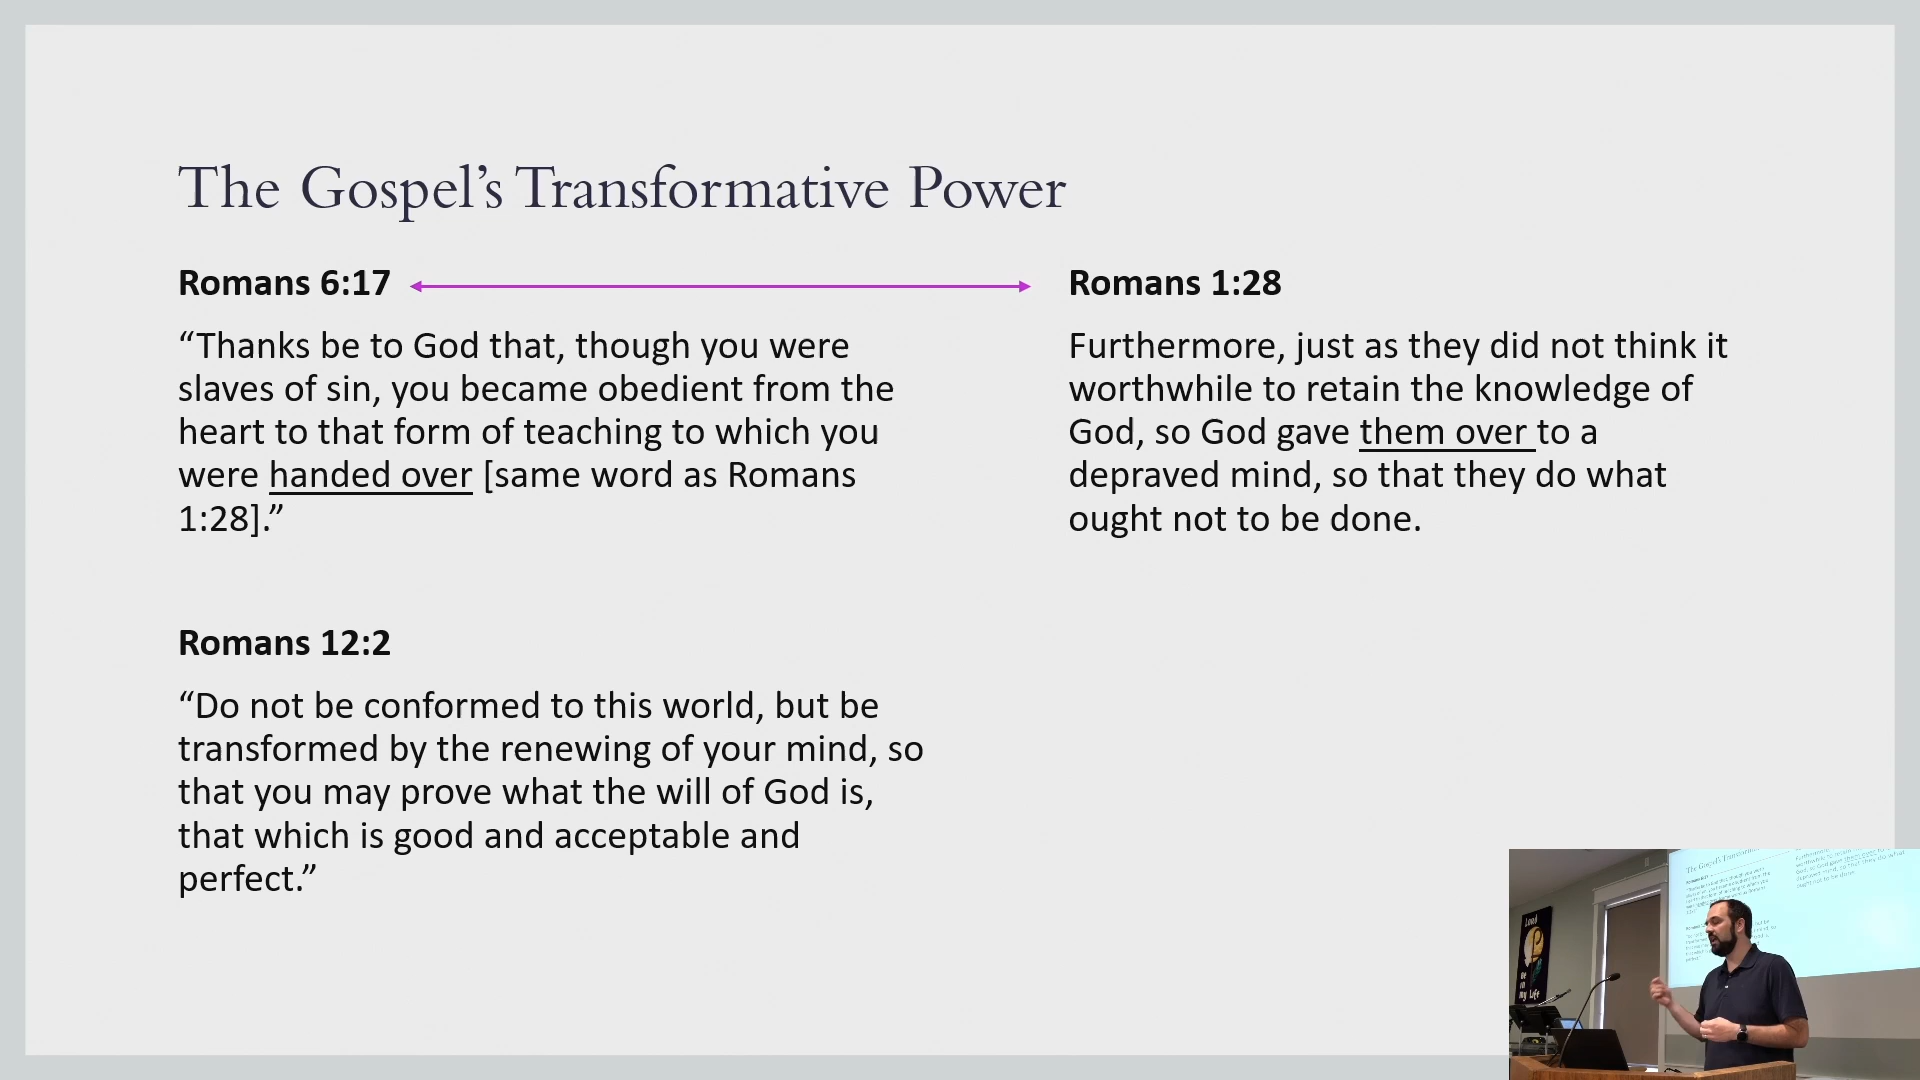 The Gospel’s Transformative Power
Romans 6:17
“Thanks be to God that, though you were
slaves of sin, you became obedient from the
heart to that form of teaching to which you
were handed over [same word as Romans
1:28].”
Romans 12:2
“Do not be conformed to this world, but be
transformed by the renewing of your mind, so
that you may prove what the will of God is,
that which is good and acceptable and
perfect.”
Romans 1:28
Furthermore, just as they did not think it
worthwhile to retain the knowledge of
God, so God gave them over to a
depraved mind, so that they do what
ought not to be done.
Lord
Be
in
my Life